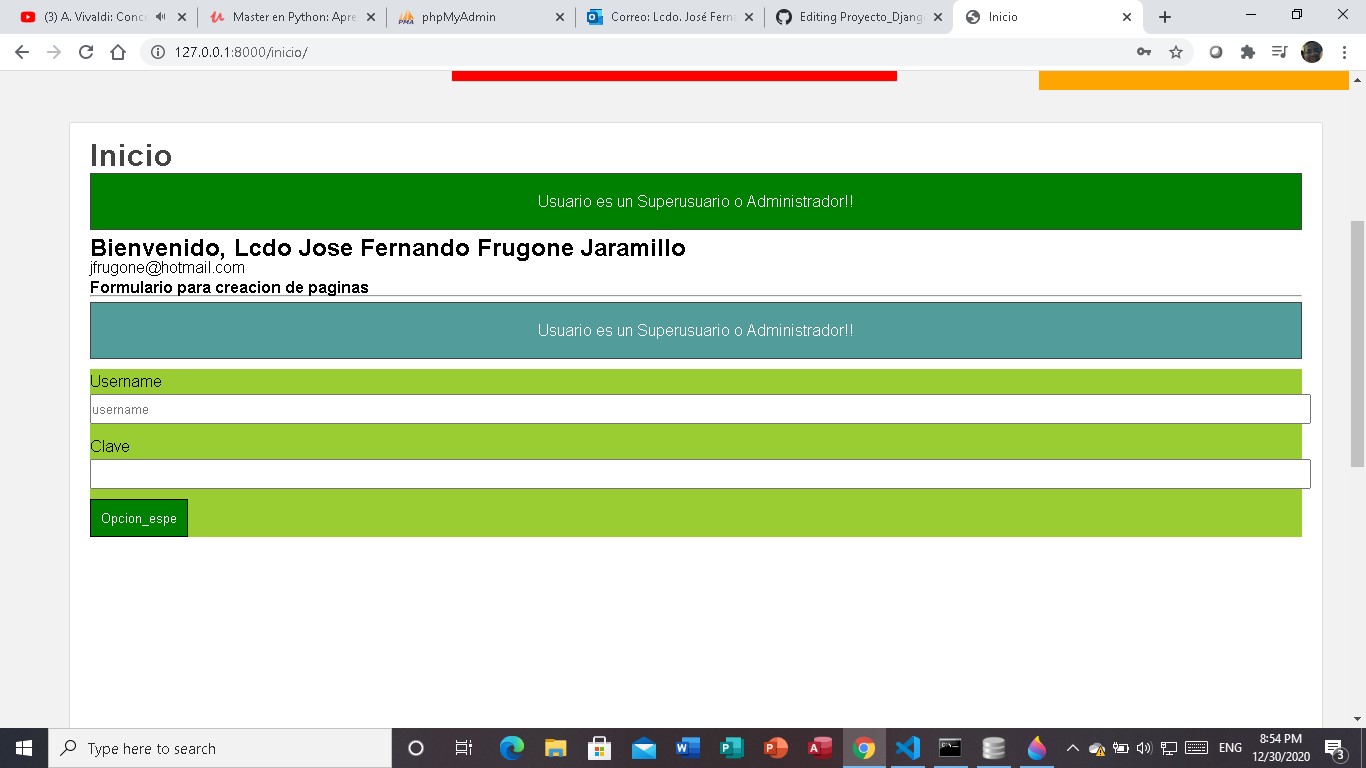 (3) A. Vivaldi: Conc
Master en Python: Apre
phpMyAdmin
Correo: Lcdo. José Fern
Editing Proyecto_Djang
Inicio
127.0.0.1:8000/inicio/
Inicio
Usuario es un Superusuario o Administrador!!
Bienvenido, Lcdo Jose Fernando Frugone Jaramillo
jfrugone@hotmail.com
Formulario para creacion de paginas
Usuario es un Superusuario o Administrador!!
Username
username
Clave
Opcion_espe
Type here to search
ENG
8:54 PM
12/30/2020
3